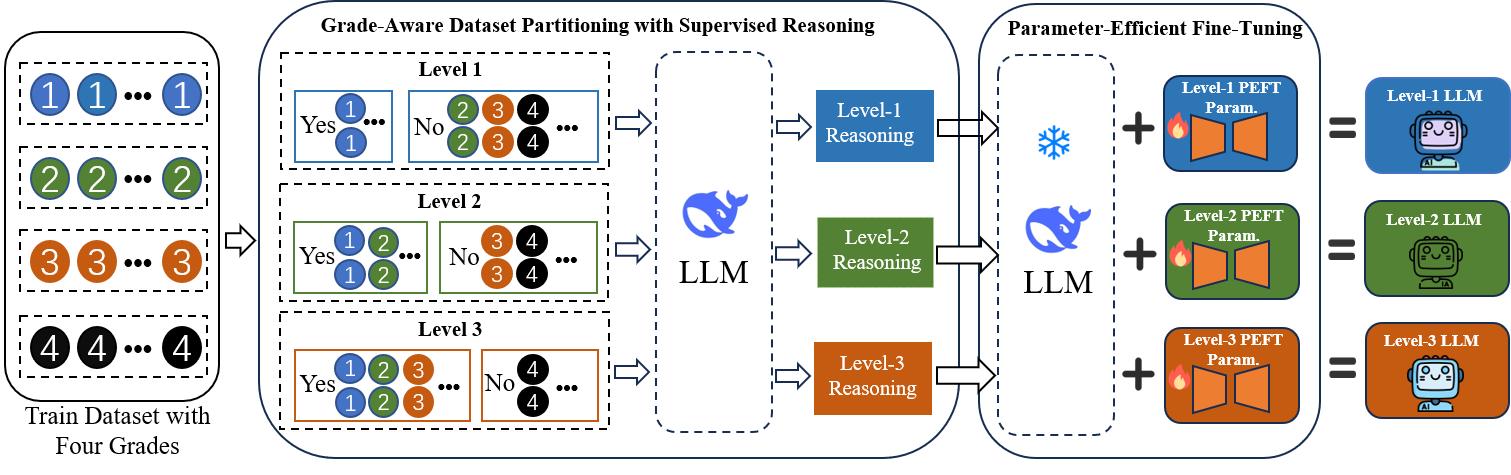 Grade-Aware Dataset Partitioning with Supervised Reasoning
Parameter-Efficient Fine-Tuning
1 1 ••• 1
2 2 ••• 2
3 3 ••• 3
4 4 ••• 4
Train Dataset with
Four Grades
Level 1
Yes 1 1 •••
No 2 3 4 2 3 4 •••
Level 2
Yes 1 2 1 2 •••
No 3 4 3 4 •••
Level 3
Yes 1 2 3 1 2 3 •••
No 4 4 •••
LLM
Level-1
Reasoning
Level-2
Reasoning
Level-3
Reasoning
LLM
+
Level-1 PEFT
Param.
=
Level-1 LLM
AI
+
Level-2 PEFT
Param.
=
Level-2 LLM
IA
+
Level-3 PEFT
Param.
=
Level-3 LLM
AI